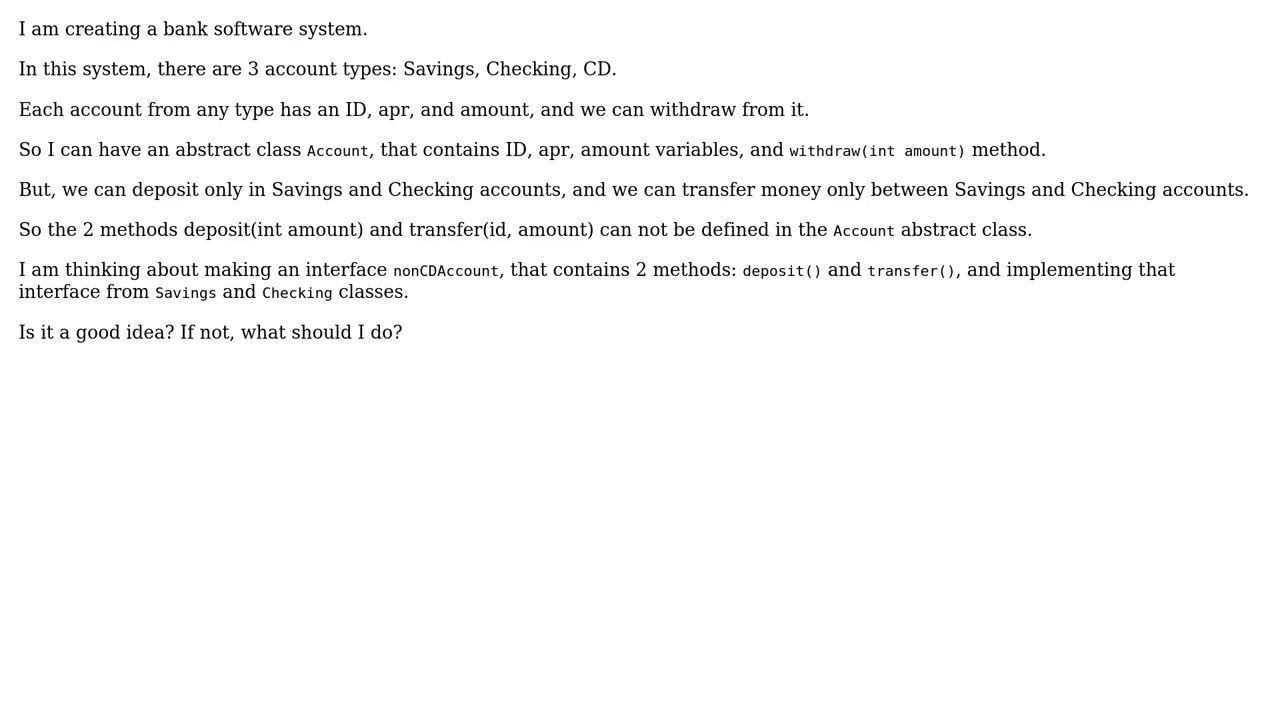 I am creating a bank software system.
In this system, there are 3 account types: Savings, Checking, CD.
Each account from any type has an ID, apr, and amount, and we can withdraw from it.
So I can have an abstract class Account, that contains ID, apr, amount variables, and withdraw(int amount) method.
But, we can deposit only in Savings and Checking accounts, and we can transfer money only between Savings and Checking accounts.
So the 2 methods deposit(int amount) and transfer(id, amount) can not be defined in the Account abstract class.
I am thinking about making an interface nonCDAccount, that contains 2 methods: deposit() and transfer(), and implementing that
interface from Savings and Checking classes.
Is it a good idea? If not, what should I do?